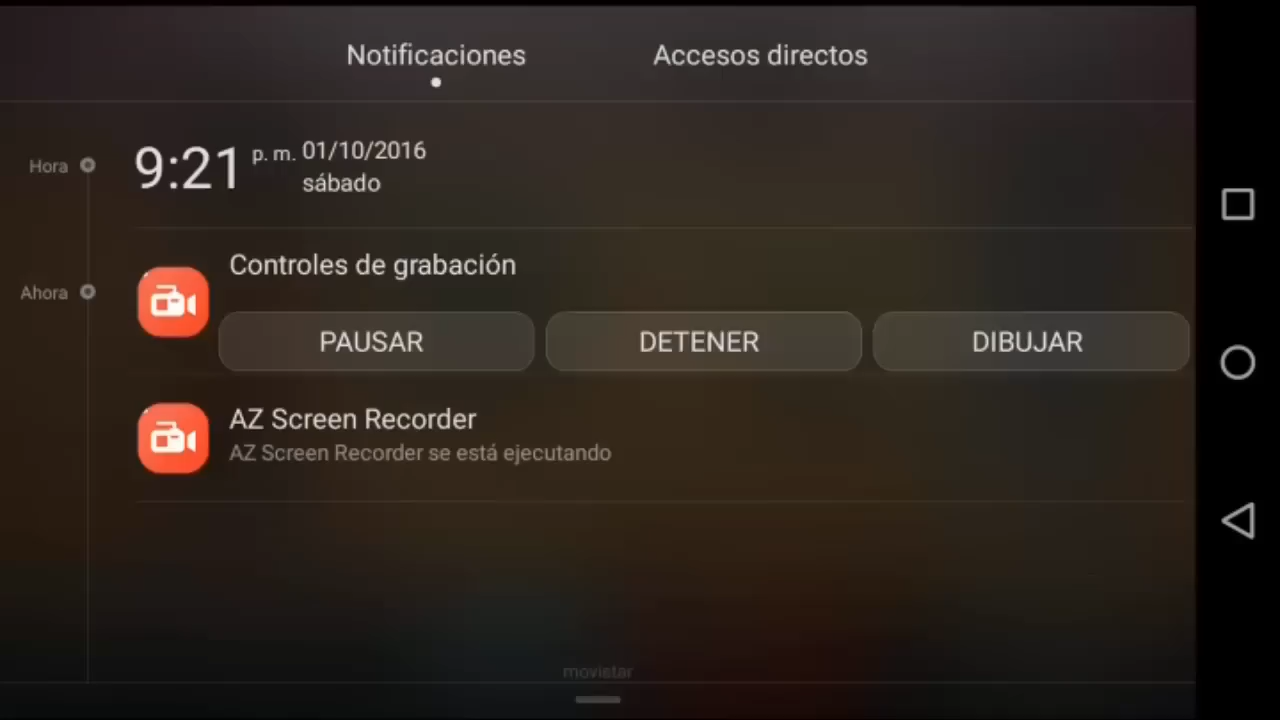 Notificaciones Accesos directos
Hora 9:21 p. m. 01/10/2016
sábado
Controles de grabación
Ahora
PAUSAR DETENER DIBUJAR
AZ Screen Recorder
AZ Screen Recorder se está ejecutando
movistar